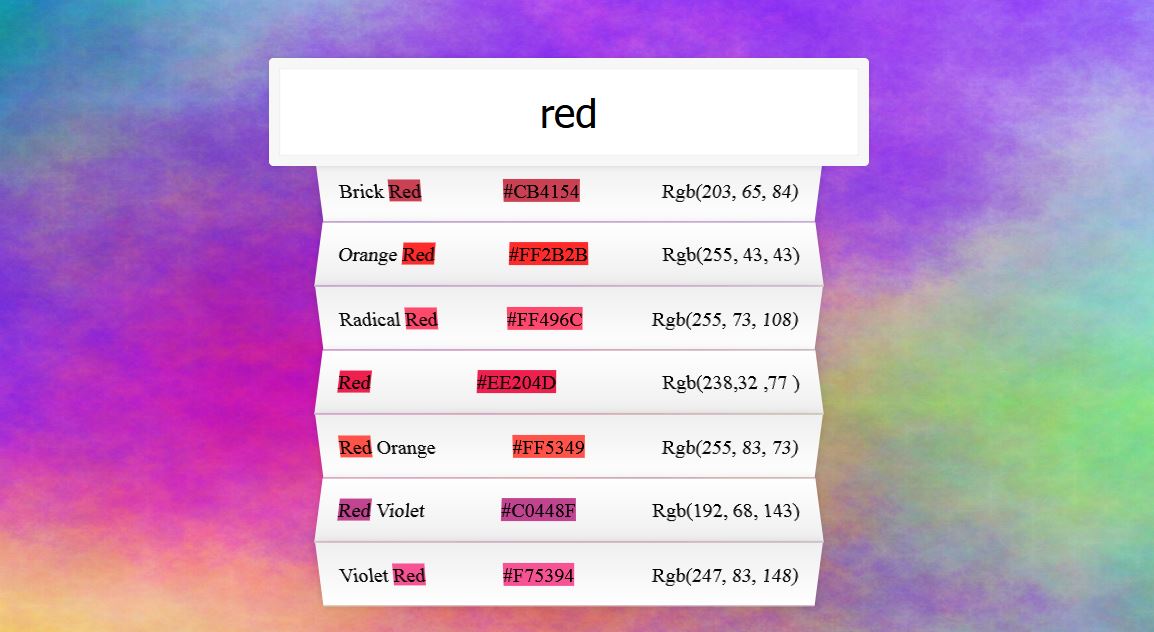 red
Brick Red #CB4154 Rgb(203, 65, 84)
Orange Red #FF2B2B Rgb(255, 43, 43)
Radical Red #FF496C Rgb(255, 73, 108)
Red #EE204D Rgb(238,32 ,77 )
Red Orange #FF5349 Rgb(255, 83, 73)
Red Violet #C0448F Rgb(192, 68, 143)
Violet Red #F75394 Rgb(247, 83, 148)